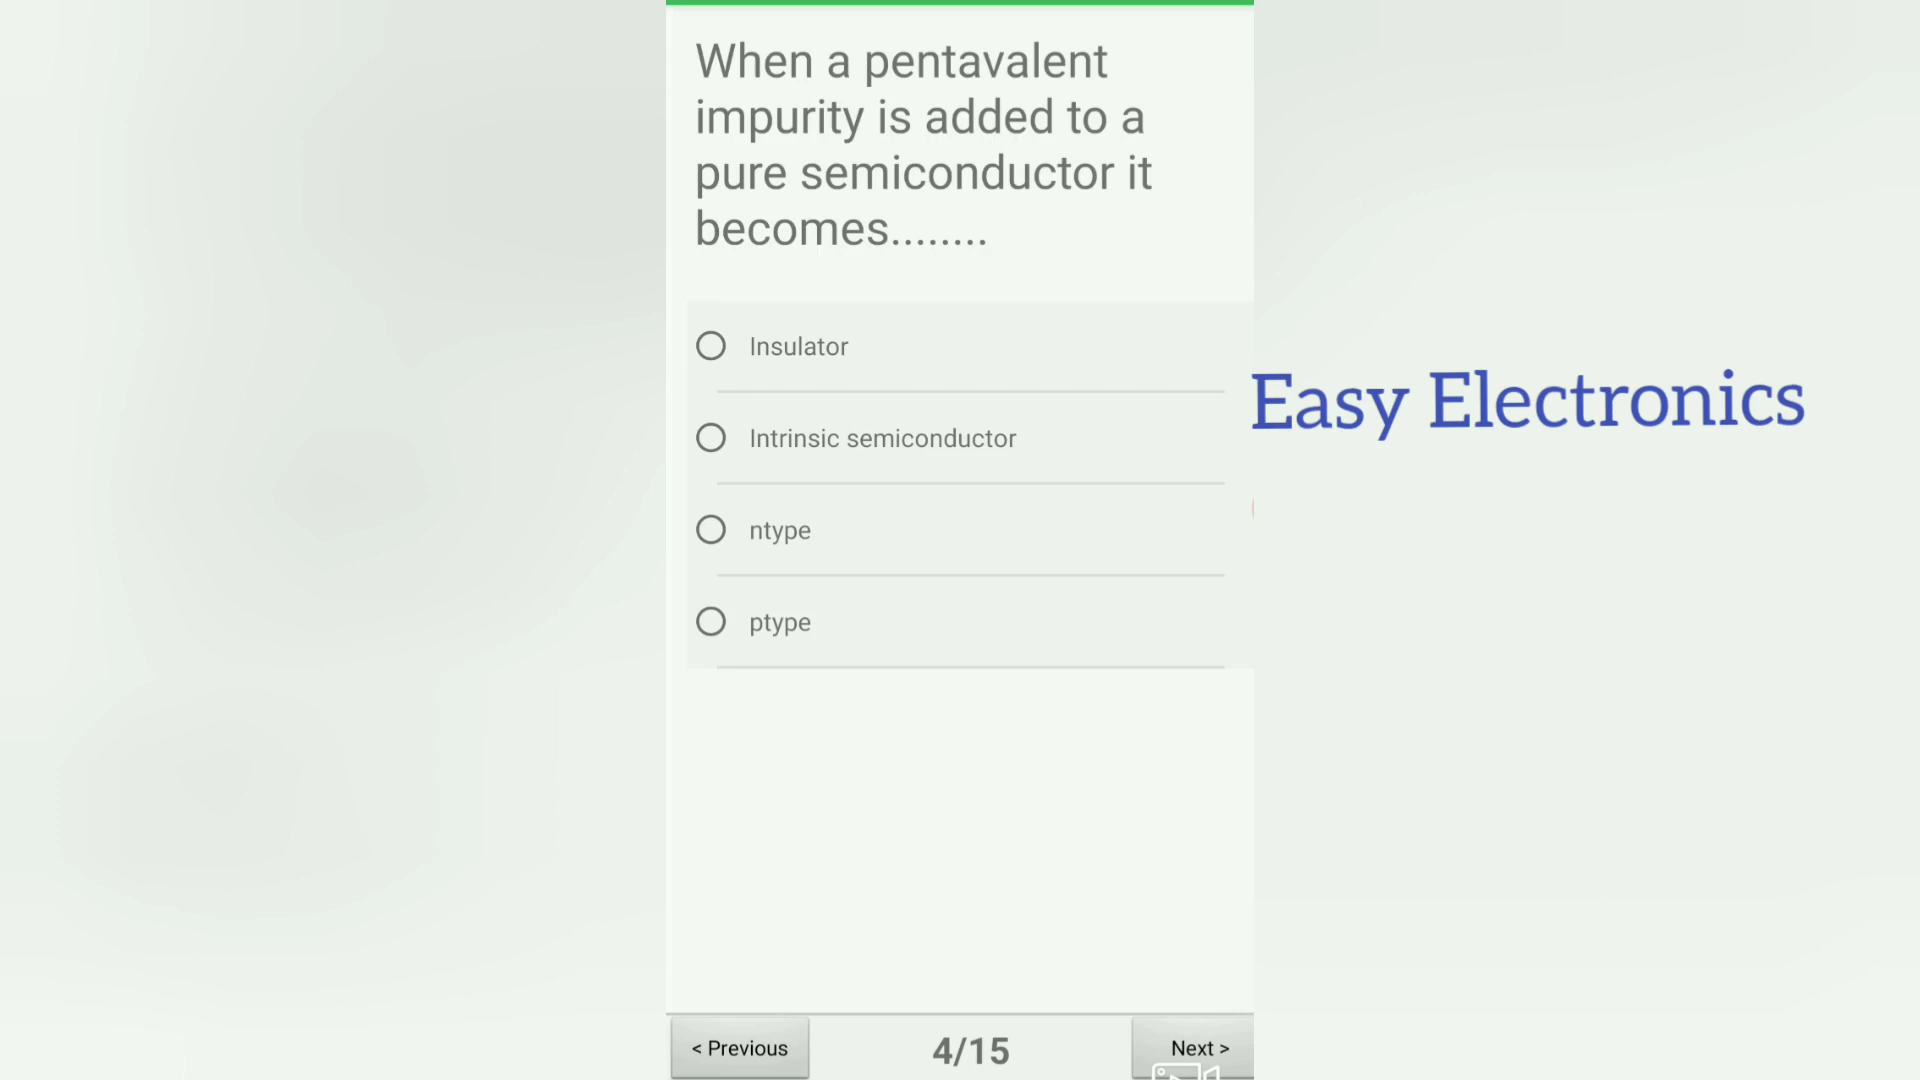 When a pentavalent
impurity is added to a
pure semiconductor it
becomes........
Insulator
Intrinsic semiconductor
Easy Electronics
ntype
ptype
< Previous
4/15
Next >